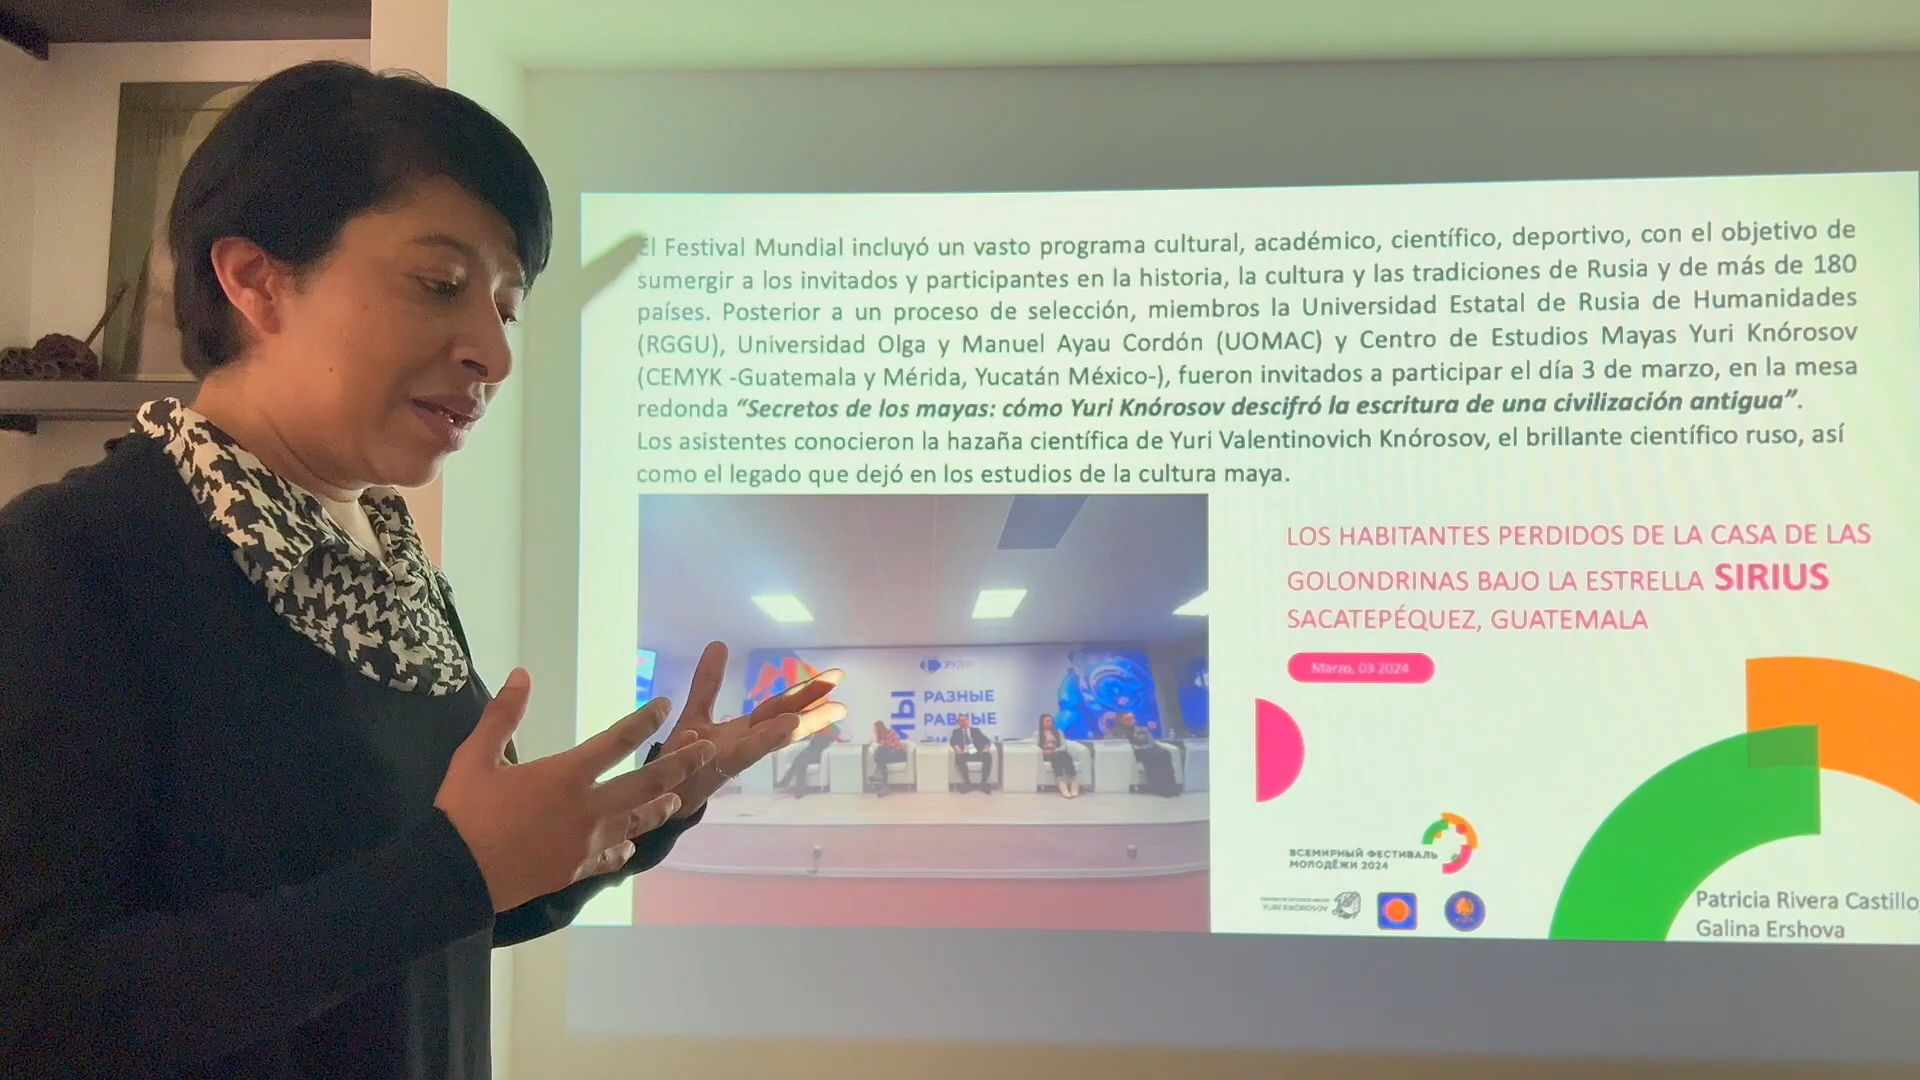 El Festival Mundial incluyó un vasto programa cultural, académico, científico, deportivo, con el objetivo de
sumergir a los invitados y participantes en la historia, la cultura y las tradiciones de Rusia y de más de 180
países. Posterior a un proceso de selección, miembros la Universidad Estatal de Rusia de Humanidades
(RGGU), Universidad Olga y Manuel Ayau Cordón (UOMAC) y Centro de Estudios Mayas Yuri Knórosov
(CEMYK -Guatemala y Mérida, Yucatán México-), fueron invitados a participar el día 3 de marzo, en la mesa
redonda “Secretos de los mayas: cómo Yuri Knórosov descifró la escritura de una civilización antigua”.
Los asistentes conocieron la hazaña científica de Yuri Valentinovich Knórosov, el brillante científico ruso, así
como el legado que dejó en los estudios de la cultura maya.
LOS HABITANTES PERDIDOS DE LA CASA DE LAS
GOLONDRINAS BAJO LA ESTRELLA SIRIUS
SACATEPÉQUEZ, GUATEMALA
Marzo, 03 2024
РУДН
МЫ
РАЗНЫЕ
РАВНЫЕ
ВСЕМИРНЫЙ ФЕСТИВАЛЬ
МОЛОДЁЖИ 2024
YURI KNÓROSOV
Patricia Rivera Castillo
Galina Ershova